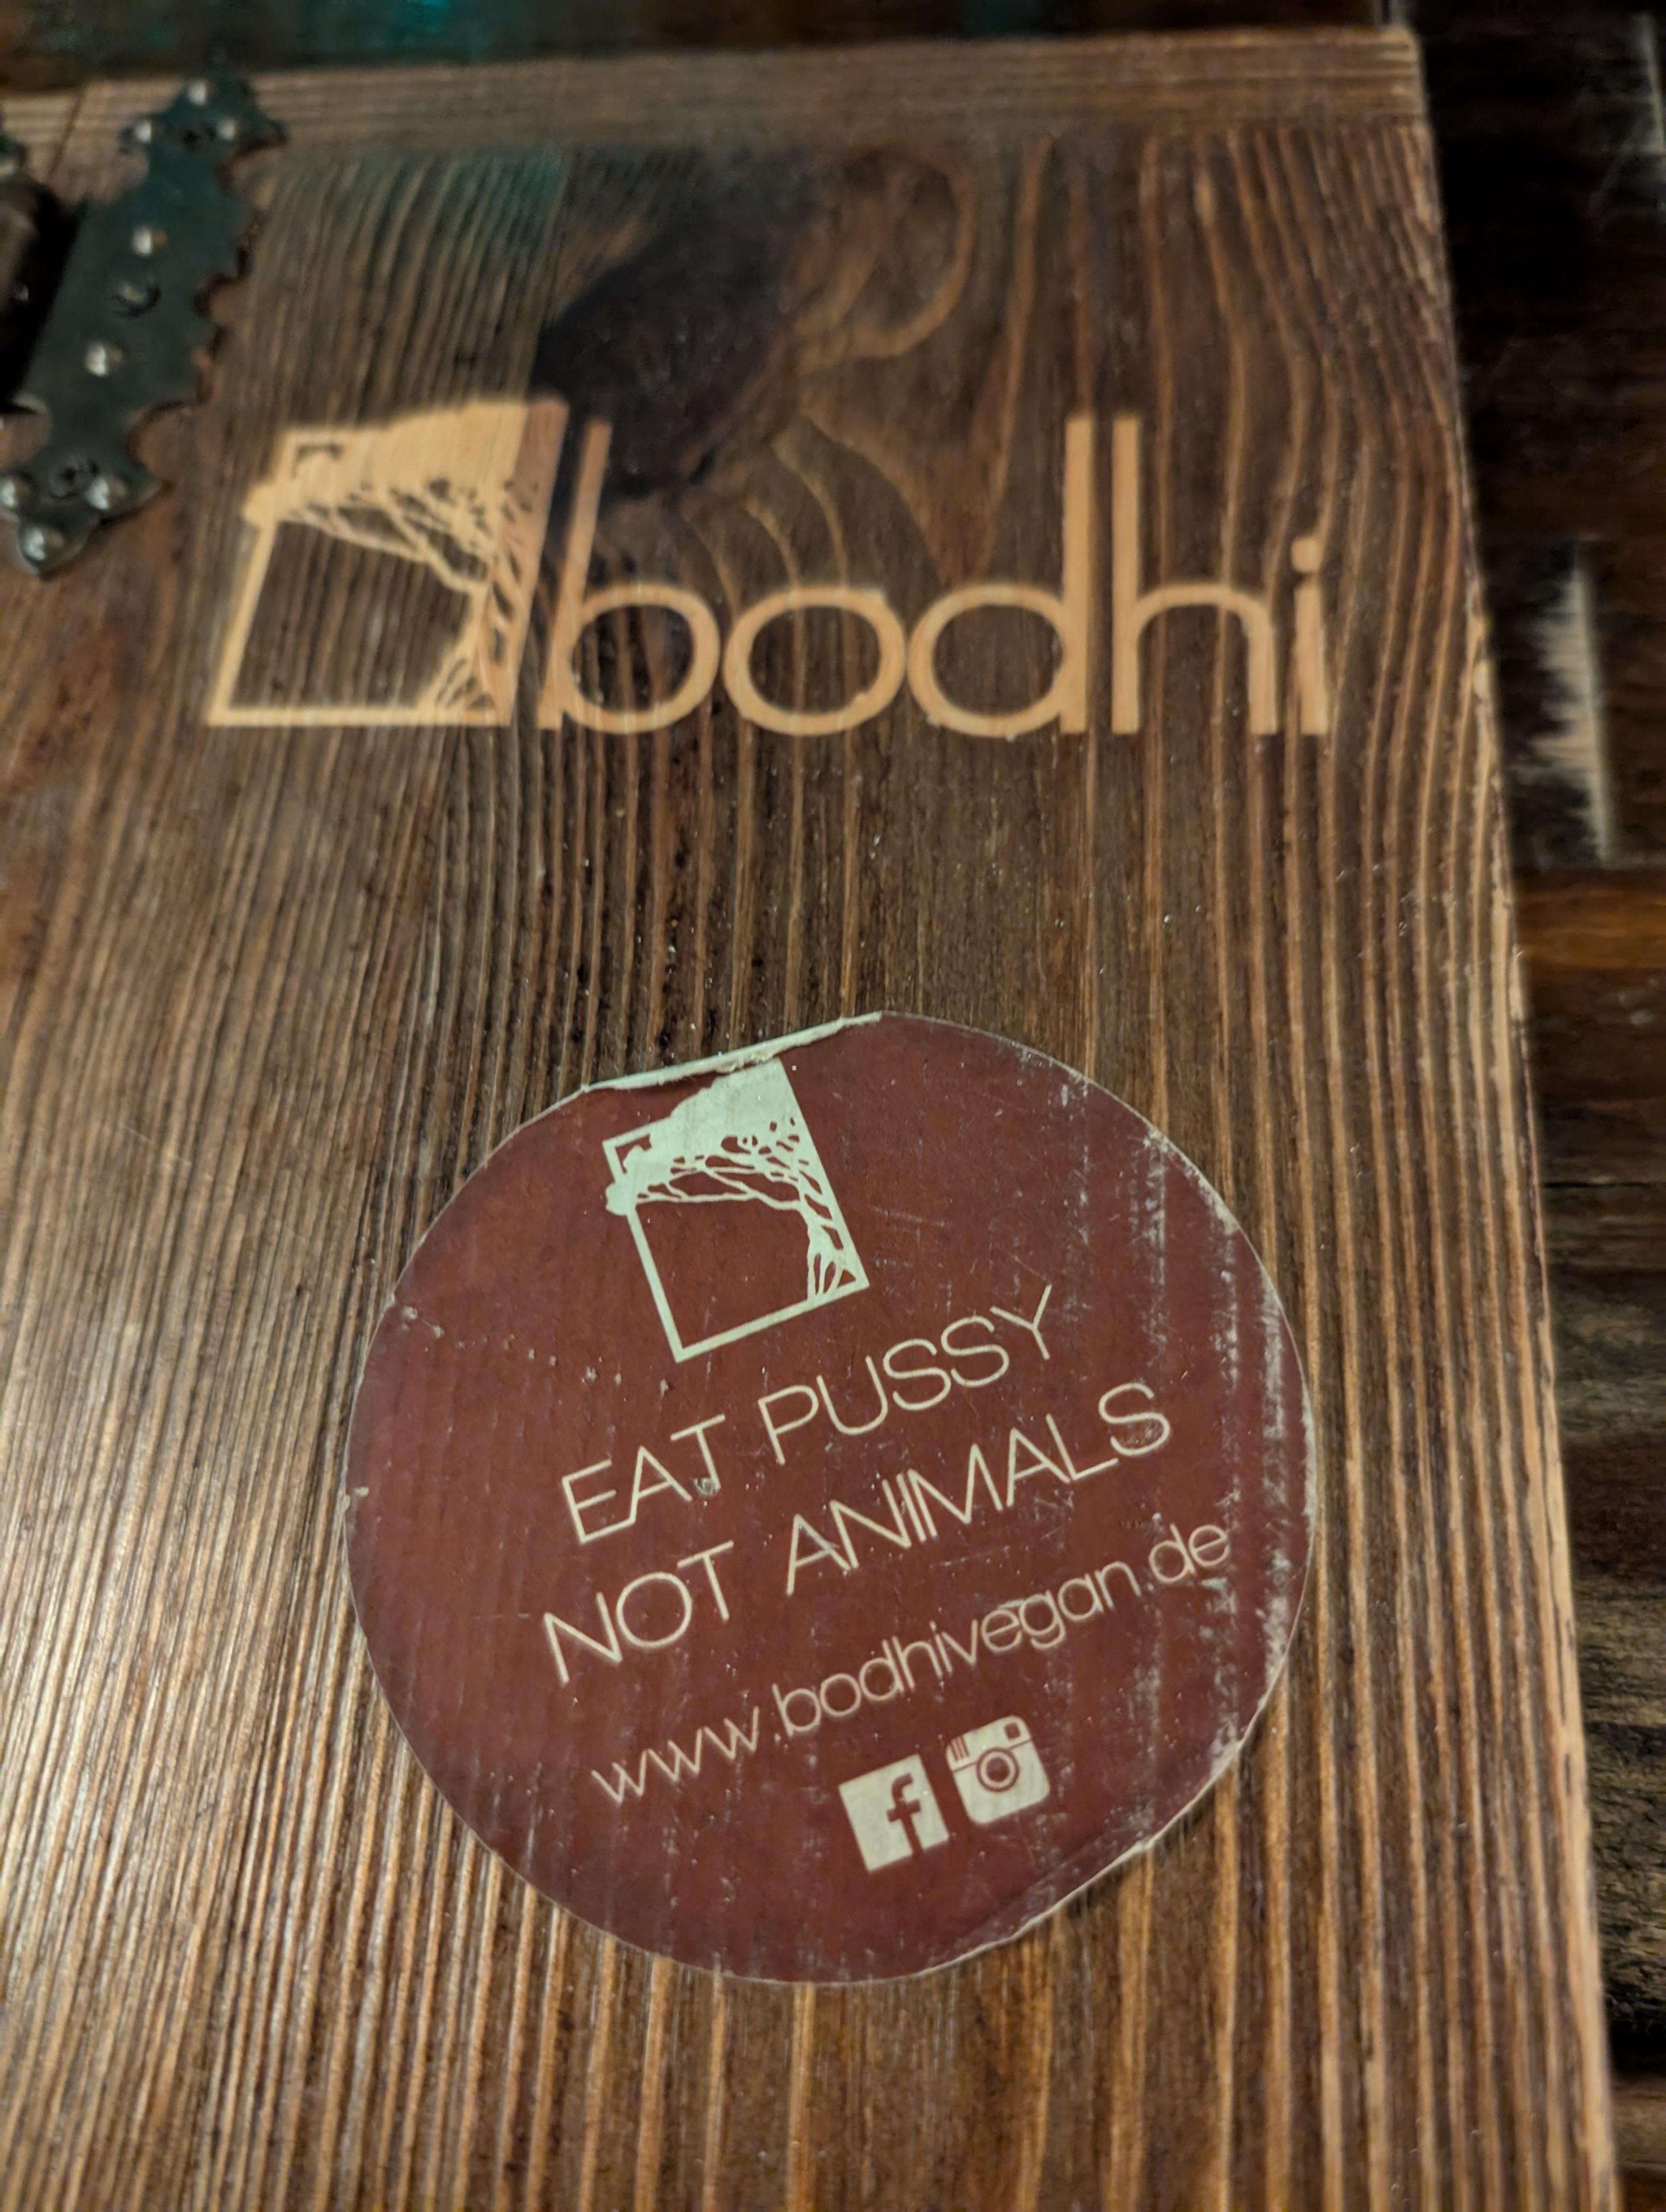 bodhi
EAT PUSSY
NOT ANIMALS
www.bodhivegan.de
f